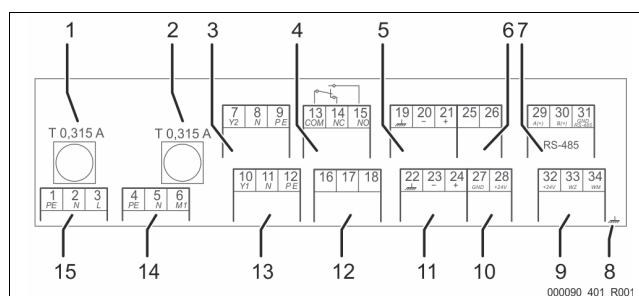 1 2 3 4 5 6 7
T 0,315 A T 0,315 A
7 8 9 13 14 15 19 20 21 25 26 29 30 31
Y2 N PE COM NC NO − + A(+) B(+) GND RS-485
RS-485
10 11 12 16 17 18 22 23 24 27 28 32 33 34
Y1 N PE − + GND +24V +24V WZ WM
1 2 3 4 5 6
PE N L PE N M1
15 14 13 12 11 10 9 8
000090_401_R001